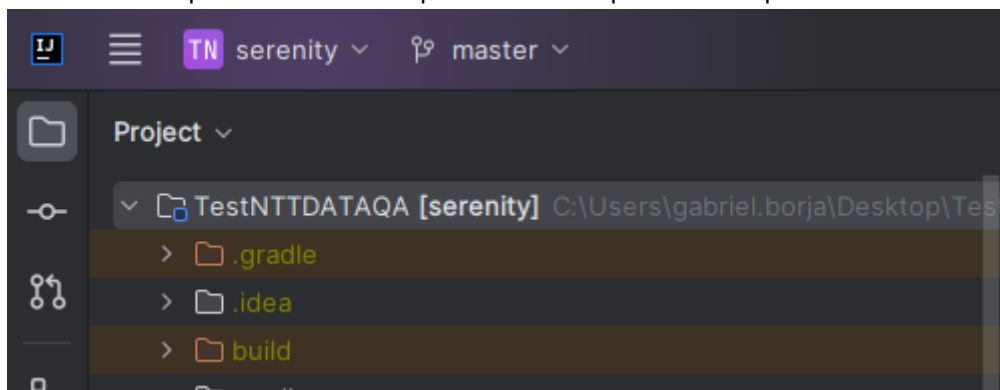 IJ
TN serenity master
Project
TestNTTDATAQA [serenity] C:\Users\gabriel.borja\Desktop\Tes
.gradle
.idea
build